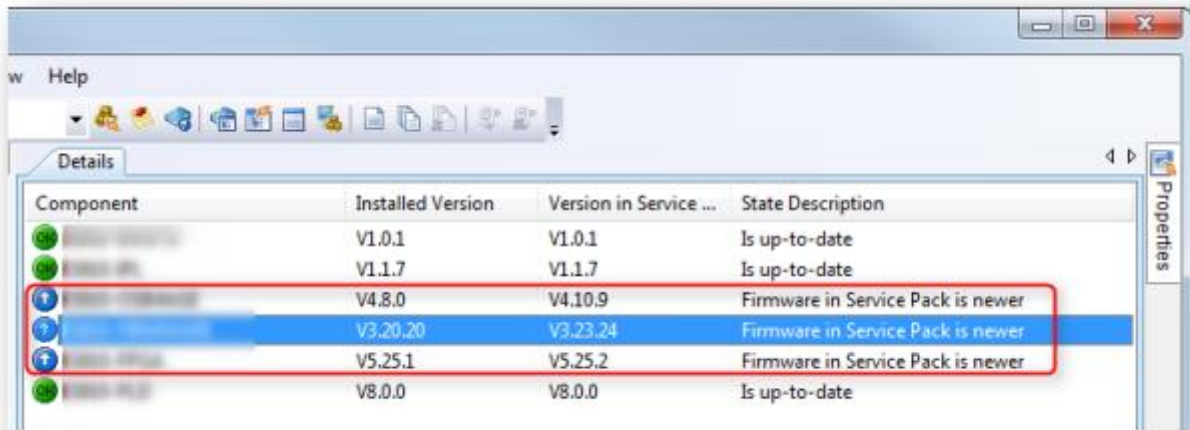 w Help
Details
Properties
Component Installed Version Version in Service ... State Description
OK V1.0.1 V1.0.1 Is up-to-date
OK V1.1.7 V1.1.7 Is up-to-date
V4.8.0 V4.10.9 Firmware in Service Pack is newer
? V3.20.20 V3.23.24 Firmware in Service Pack is newer
V5.25.1 V5.25.2 Firmware in Service Pack is newer
OK V8.0.0 V8.0.0 Is up-to-date